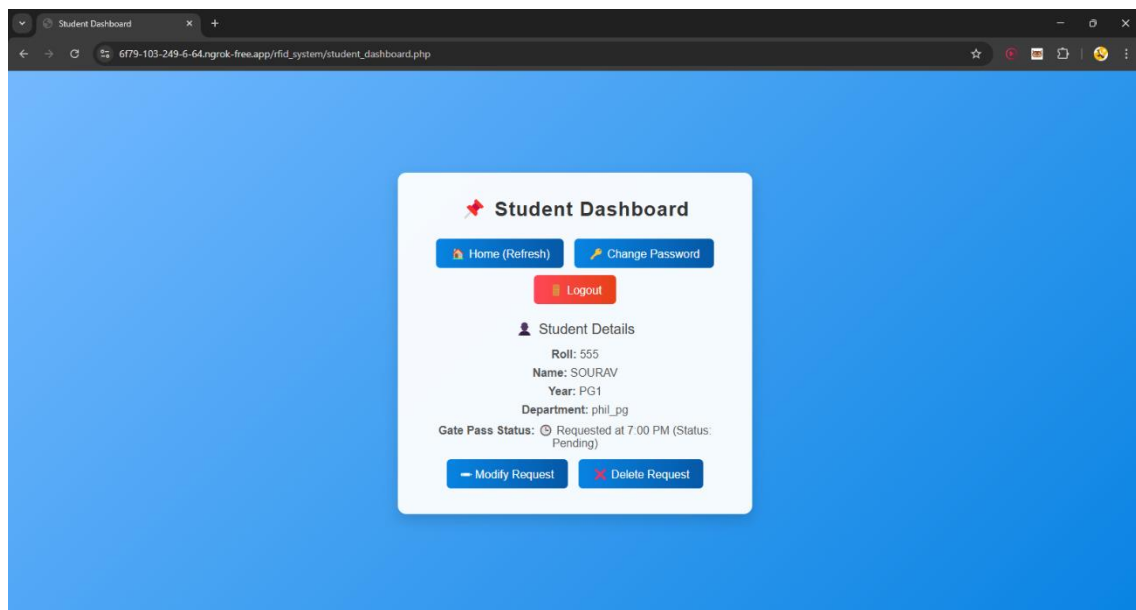 Student Dashboard
6f79-103-249-6-64.ngrok-free.app/rfid_system/student_dashboard.php
Student Dashboard
Home (Refresh)
Change Password
Logout
Student Details
Roll: 555
Name: SOURAV
Year: PG1
Department: phil_pg
Gate Pass Status: Requested at 7:00 PM (Status:
Pending)
Modify Request
Delete Request